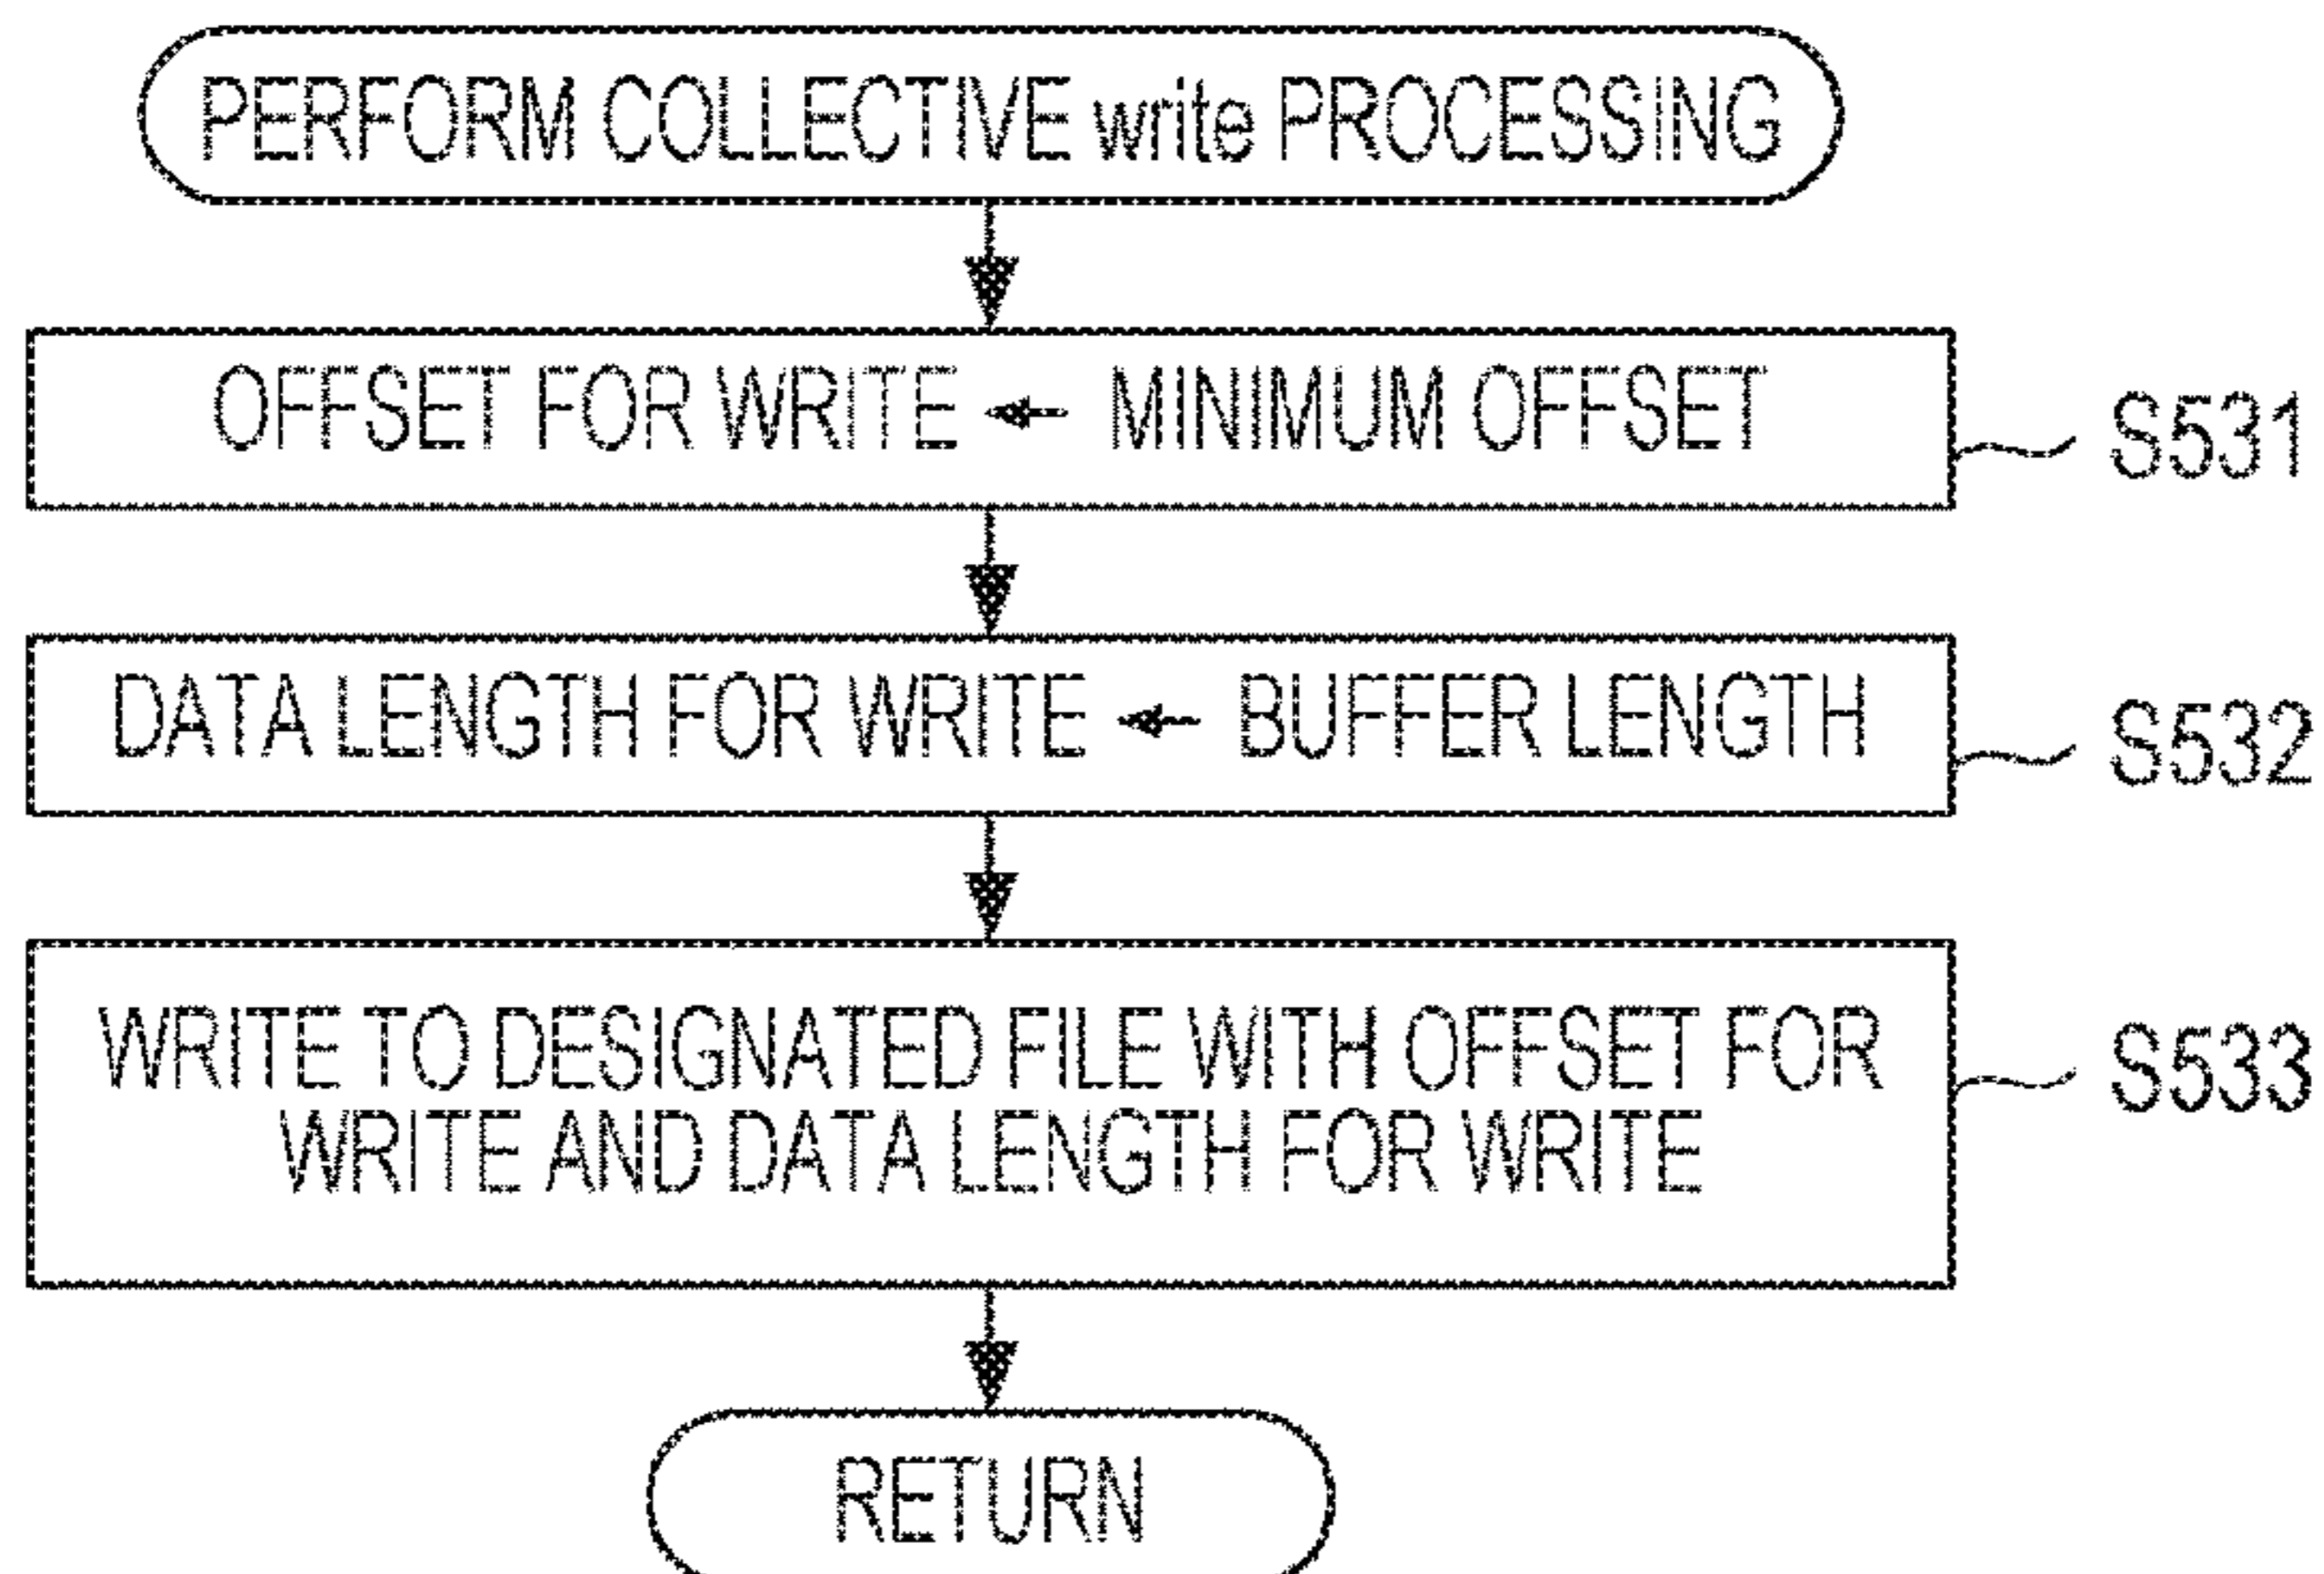 PERFORM COLLECTIVE write PROCESSING
OFFSET FOR WRITE ← MINIMUM OFFSET
S531
DATA LENGTH FOR WRITE ← BUFFER LENGTH
S532
WRITE TO DESIGNATED FILE WITH OFFSET FOR
WRITE AND DATA LENGTH FOR WRITE
S533
RETURN